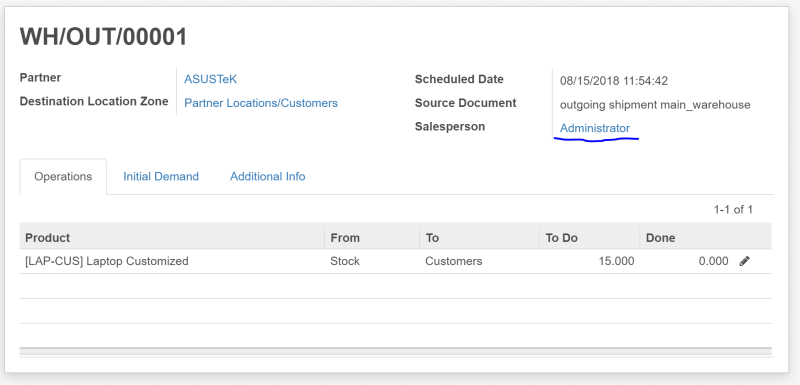 WH/OUT/00001
Partner ASUSTeK Scheduled Date 08/15/2018 11:54:42
Destination Location Zone Partner Locations/Customers Source Document outgoing shipment main_warehouse
Salesperson Administrator
Operations Initial Demand Additional Info
1-1 of 1
Product From To To Do Done
[LAP-CUS] Laptop Customized Stock Customers 15.000 0.000